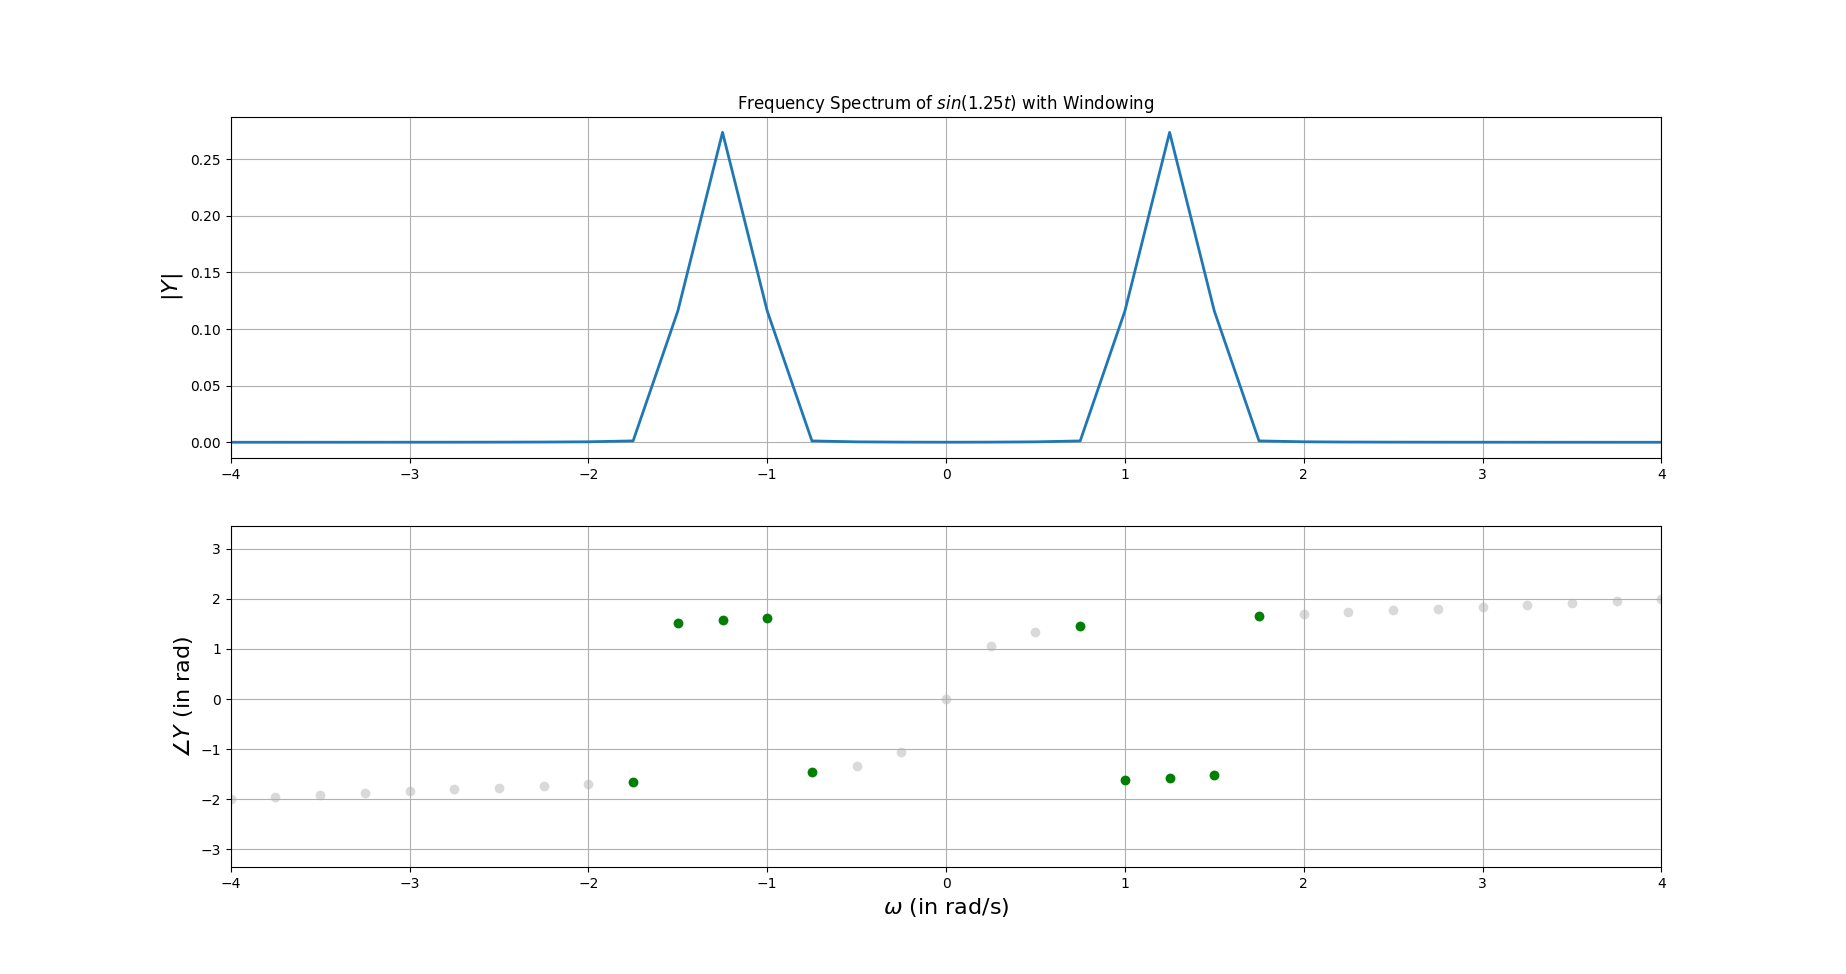 Frequency Spectrum of sin(1.25t) with Windowing
|Y|
0.25
0.20
0.15
0.10
0.05
0.00
−4 −3 −2 −1 0 1 2 3 4
∠Y (in rad)
3
2
1
0
−1
−2
−3
−4 −3 −2 −1 0 1 2 3 4
ω (in rad/s)